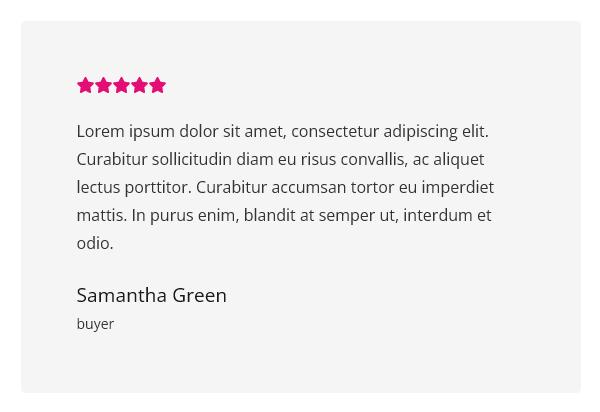 Lorem ipsum dolor sit amet, consectetur adipiscing elit.
Curabitur sollicitudin diam eu risus convallis, ac aliquet
lectus porttitor. Curabitur accumsan tortor eu imperdiet
mattis. In purus enim, blandit at semper ut, interdum et
odio.
Samantha Green
buyer